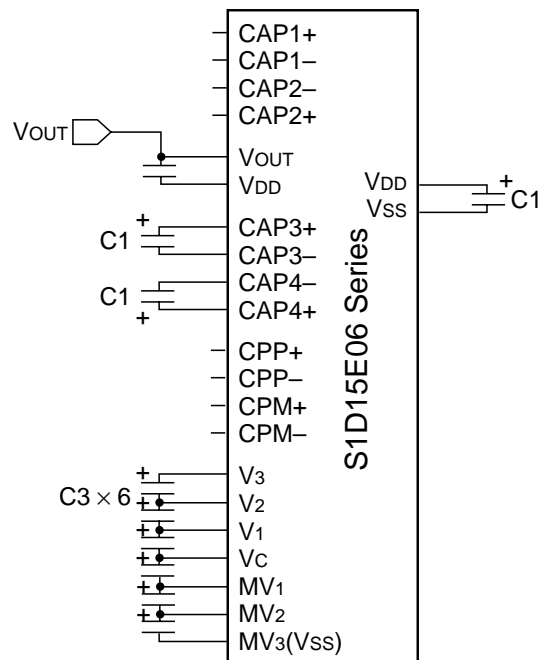 CAP1+
CAP1–
CAP2–
CAP2+
VOUT
VOUT
VDD
VDD
VSS
+
C1
+
C1
CAP3+
CAP3–
C1
+
CAP4–
CAP4+
S1D15E06 Series
CPP+
CPP–
CPM+
CPM–
C3 × 6
+
V3
+
V2
+
V1
+
VC
+
MV1
+
MV2
MV3(VSS)